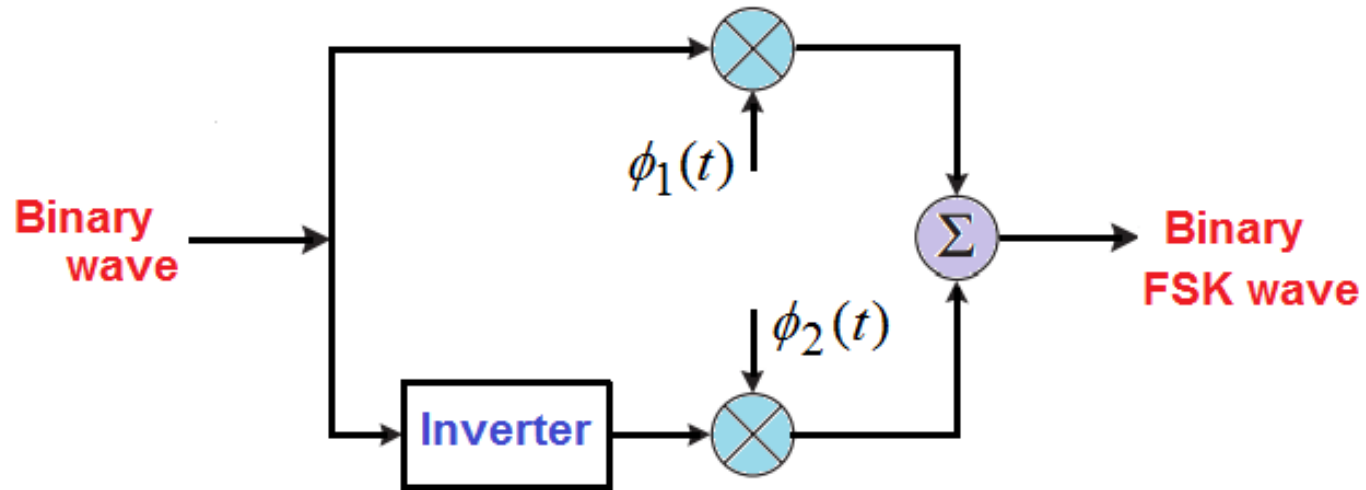 ϕ₁(t)
Binary
wave
Σ
Binary
FSK wave
ϕ₂(t)
Inverter